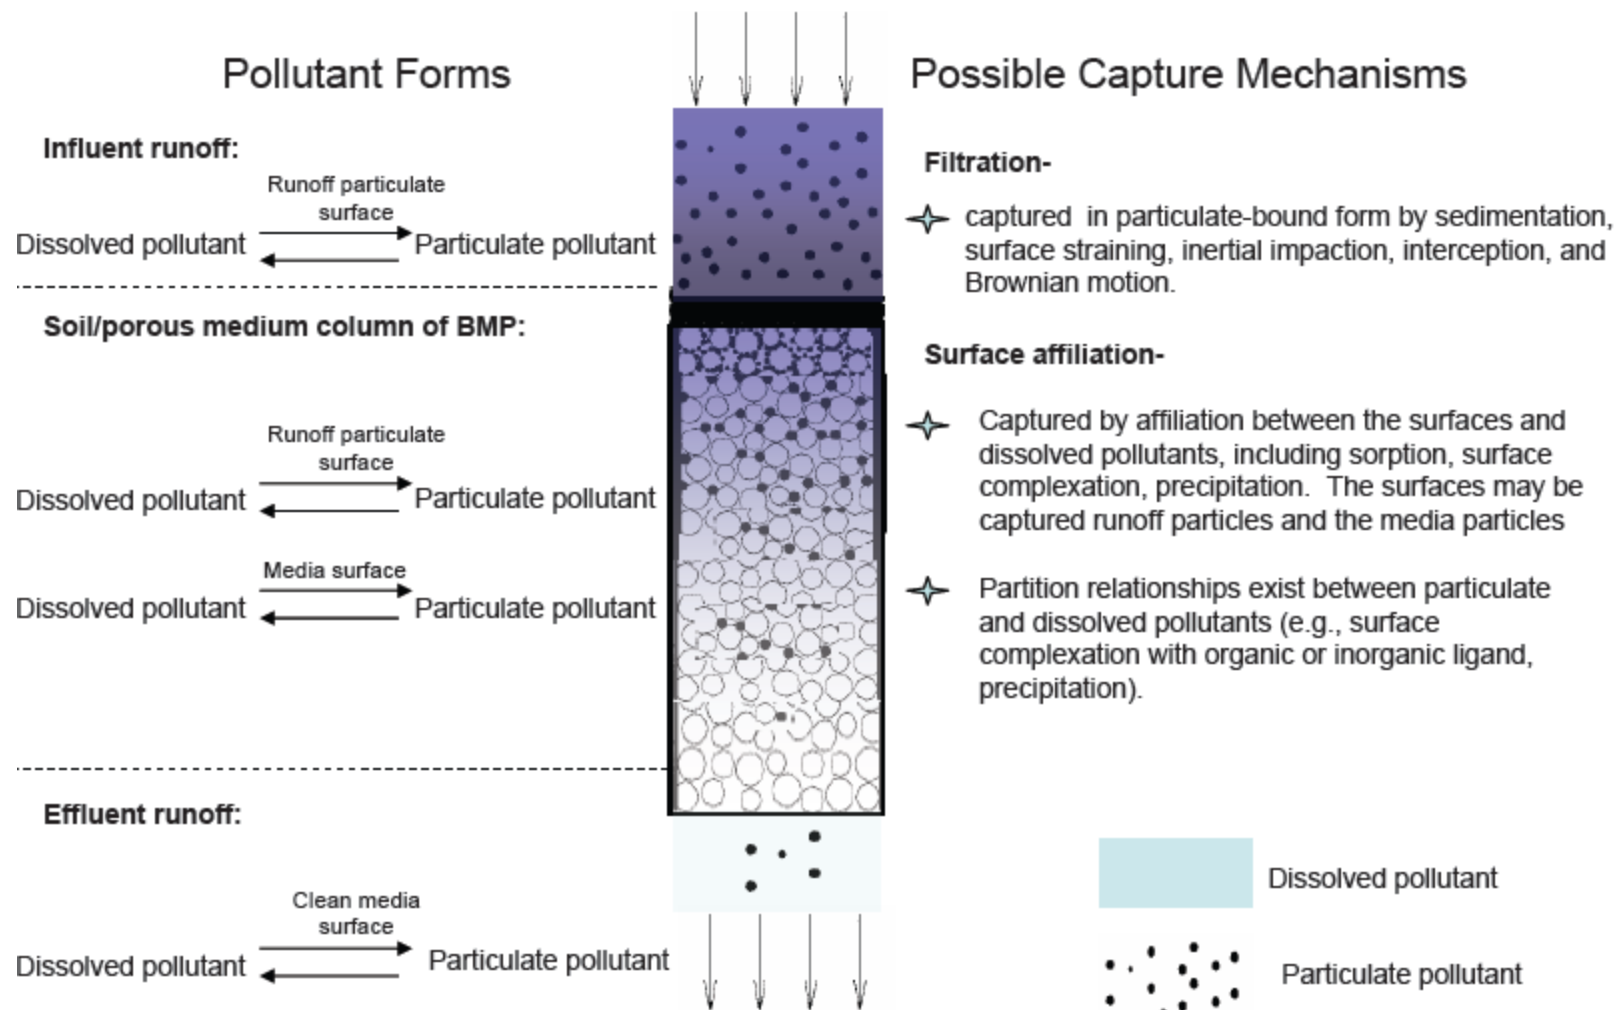 Pollutant Forms
Influent runoff:
Runoff particulate
surface
Dissolved pollutant
Particulate pollutant
Soil/porous medium column of BMP:
Runoff particulate
surface
Dissolved pollutant
Particulate pollutant
Media surface
Dissolved pollutant
Particulate pollutant
Effluent runoff:
Clean media
surface
Dissolved pollutant
Particulate pollutant
Possible Capture Mechanisms
Filtration-
captured in particulate-bound form by sedimentation,
surface straining, inertial impaction, interception, and
Brownian motion.
Surface affiliation-
Captured by affiliation between the surfaces and
dissolved pollutants, including sorption, surface
complexation, precipitation. The surfaces may be
captured runoff particles and the media particles
Partition relationships exist between particulate
and dissolved pollutants (e.g., surface
complexation with organic or inorganic ligand,
precipitation).
Dissolved pollutant
Particulate pollutant